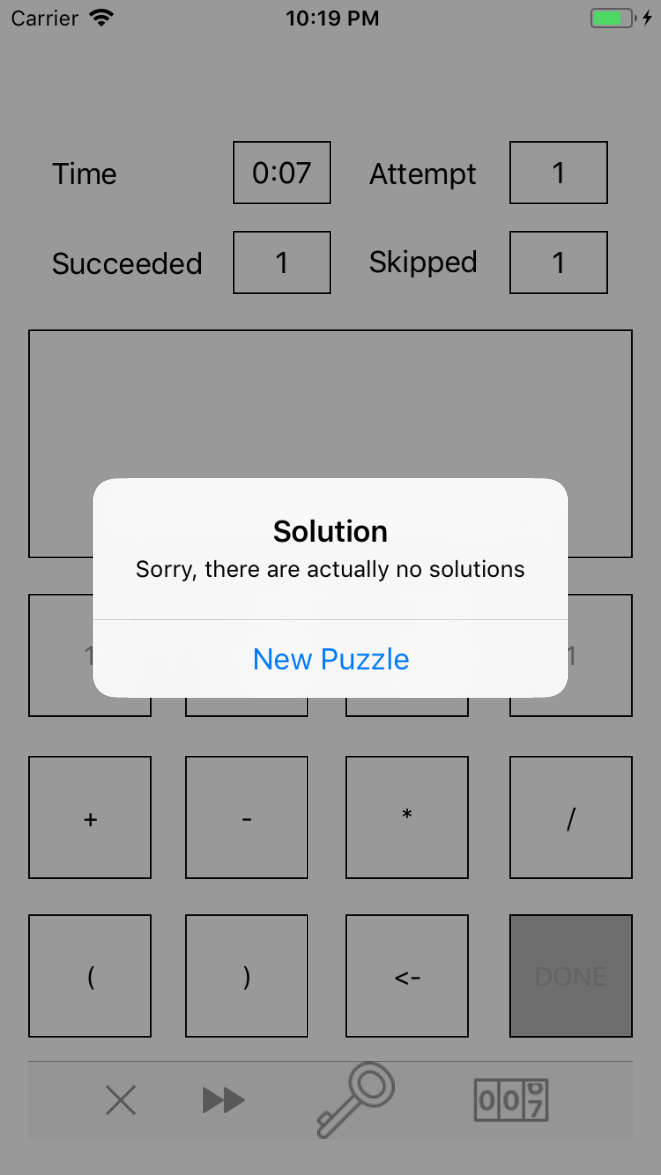 Carrier 10:19 PM
Time 0:07 Attempt 1
Succeeded 1 Skipped 1
Solution
Sorry, there are actually no solutions
1 1
New Puzzle
+ - * /
( ) <- DONE
007